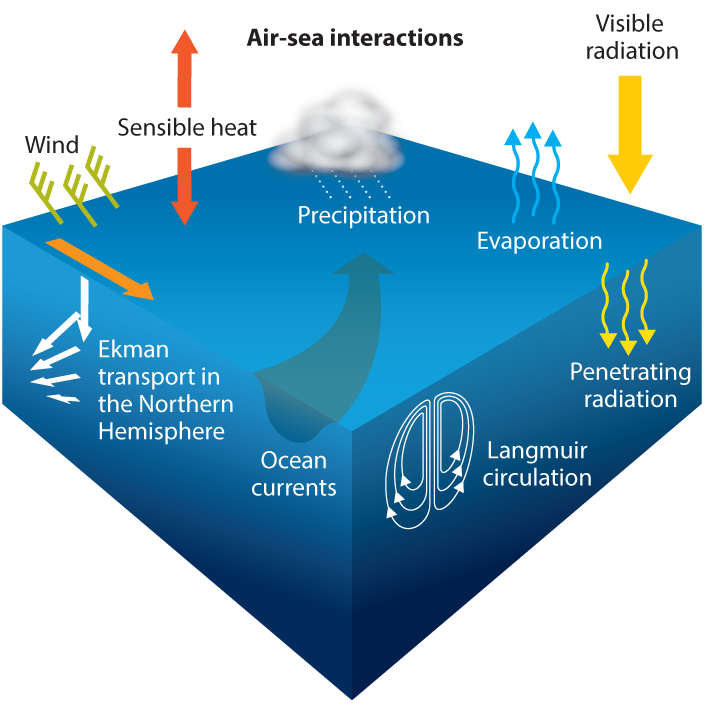 Air-sea interactions
Visible
radiation
Sensible heat
Wind
Precipitation
Evaporation
Ekman
transport in
the Northern
Hemisphere
Penetrating
radiation
Ocean
currents
Langmuir
circulation